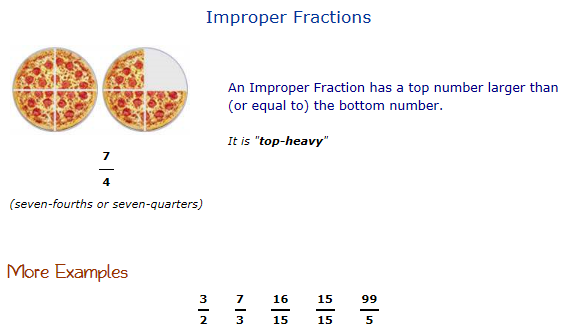 Improper Fractions
An Improper Fraction has a top number larger than
(or equal to) the bottom number.
It is "top-heavy"
7
4
(seven-fourths or seven-quarters)
More Examples
3 7 16 15 99
2 3 15 15 5